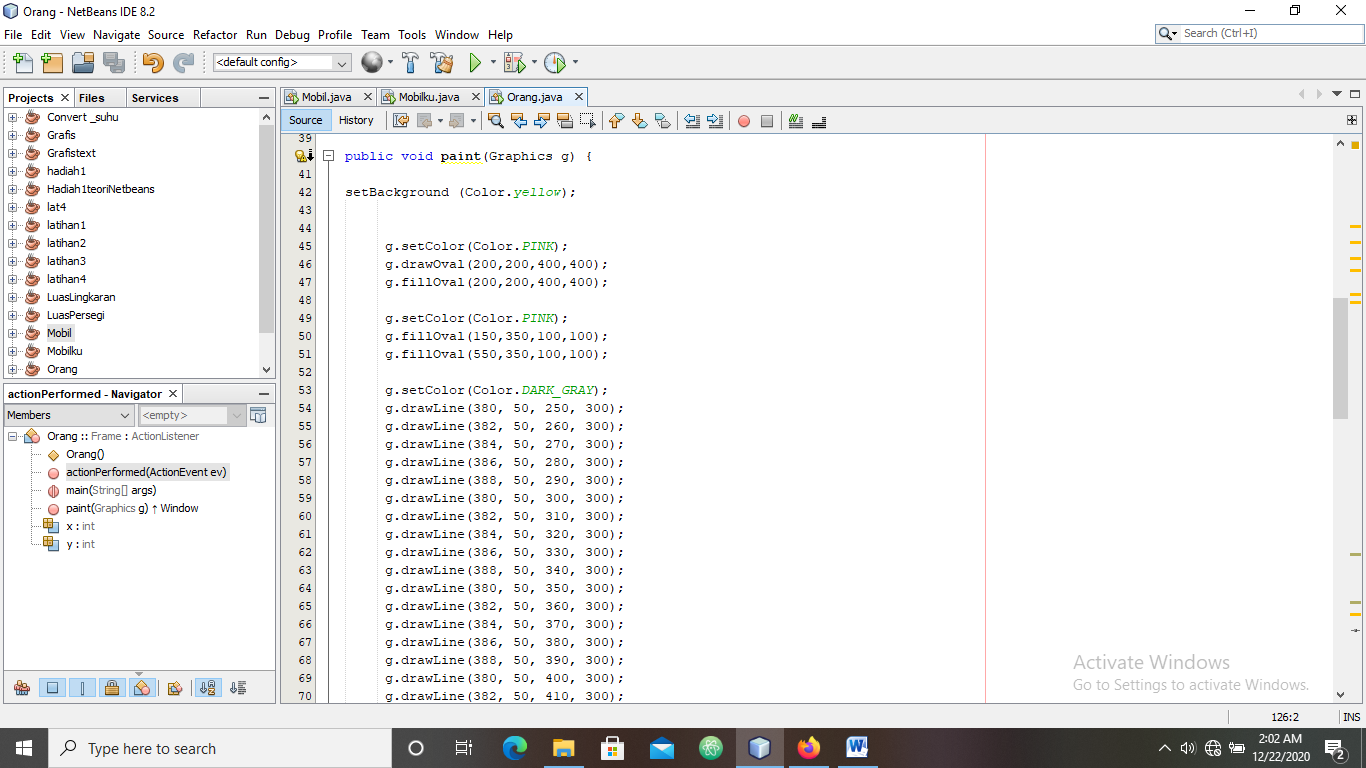 Orang - NetBeans IDE 8.2
File Edit View Navigate Source Refactor Run Debug Profile Team Tools Window Help
Search (Ctrl+I)
<default config>
Projects Files Services
Convert _suhu
Grafis
Grafistext
hadiah1
Hadiah1teoriNetbeans
lat4
latihan1
latihan2
latihan3
latihan4
LuasLingkaran
LuasPersegi
Mobil
Mobilku
Orang
actionPerformed - Navigator
Members <empty>
Orang :: Frame : ActionListener
Orang()
actionPerformed(ActionEvent ev)
main(String[] args)
paint(Graphics g) ↑ Window
x : int
y : int
Mobil.java Mobilku.java Orang.java
Source History
39
public void paint(Graphics g) {
41
42 setBackground (Color.yellow);
43
44
45 g.setColor(Color.PINK);
46 g.drawOval(200,200,400,400);
47 g.fillOval(200,200,400,400);
48
49 g.setColor(Color.PINK);
50 g.fillOval(150,350,100,100);
51 g.fillOval(550,350,100,100);
52
53 g.setColor(Color.DARK_GRAY);
54 g.drawLine(380, 50, 250, 300);
55 g.drawLine(382, 50, 260, 300);
56 g.drawLine(384, 50, 270, 300);
57 g.drawLine(386, 50, 280, 300);
58 g.drawLine(388, 50, 290, 300);
59 g.drawLine(380, 50, 300, 300);
60 g.drawLine(382, 50, 310, 300);
61 g.drawLine(384, 50, 320, 300);
62 g.drawLine(386, 50, 330, 300);
63 g.drawLine(388, 50, 340, 300);
64 g.drawLine(380, 50, 350, 300);
65 g.drawLine(382, 50, 360, 300);
66 g.drawLine(384, 50, 370, 300);
67 g.drawLine(386, 50, 380, 300);
68 g.drawLine(388, 50, 390, 300);
69 g.drawLine(380, 50, 400, 300);
70 g.drawLine(382, 50, 410, 300);
Activate Windows
Go to Settings to activate Windows.
126:2 INS
Type here to search
2:02 AM
12/22/2020
2